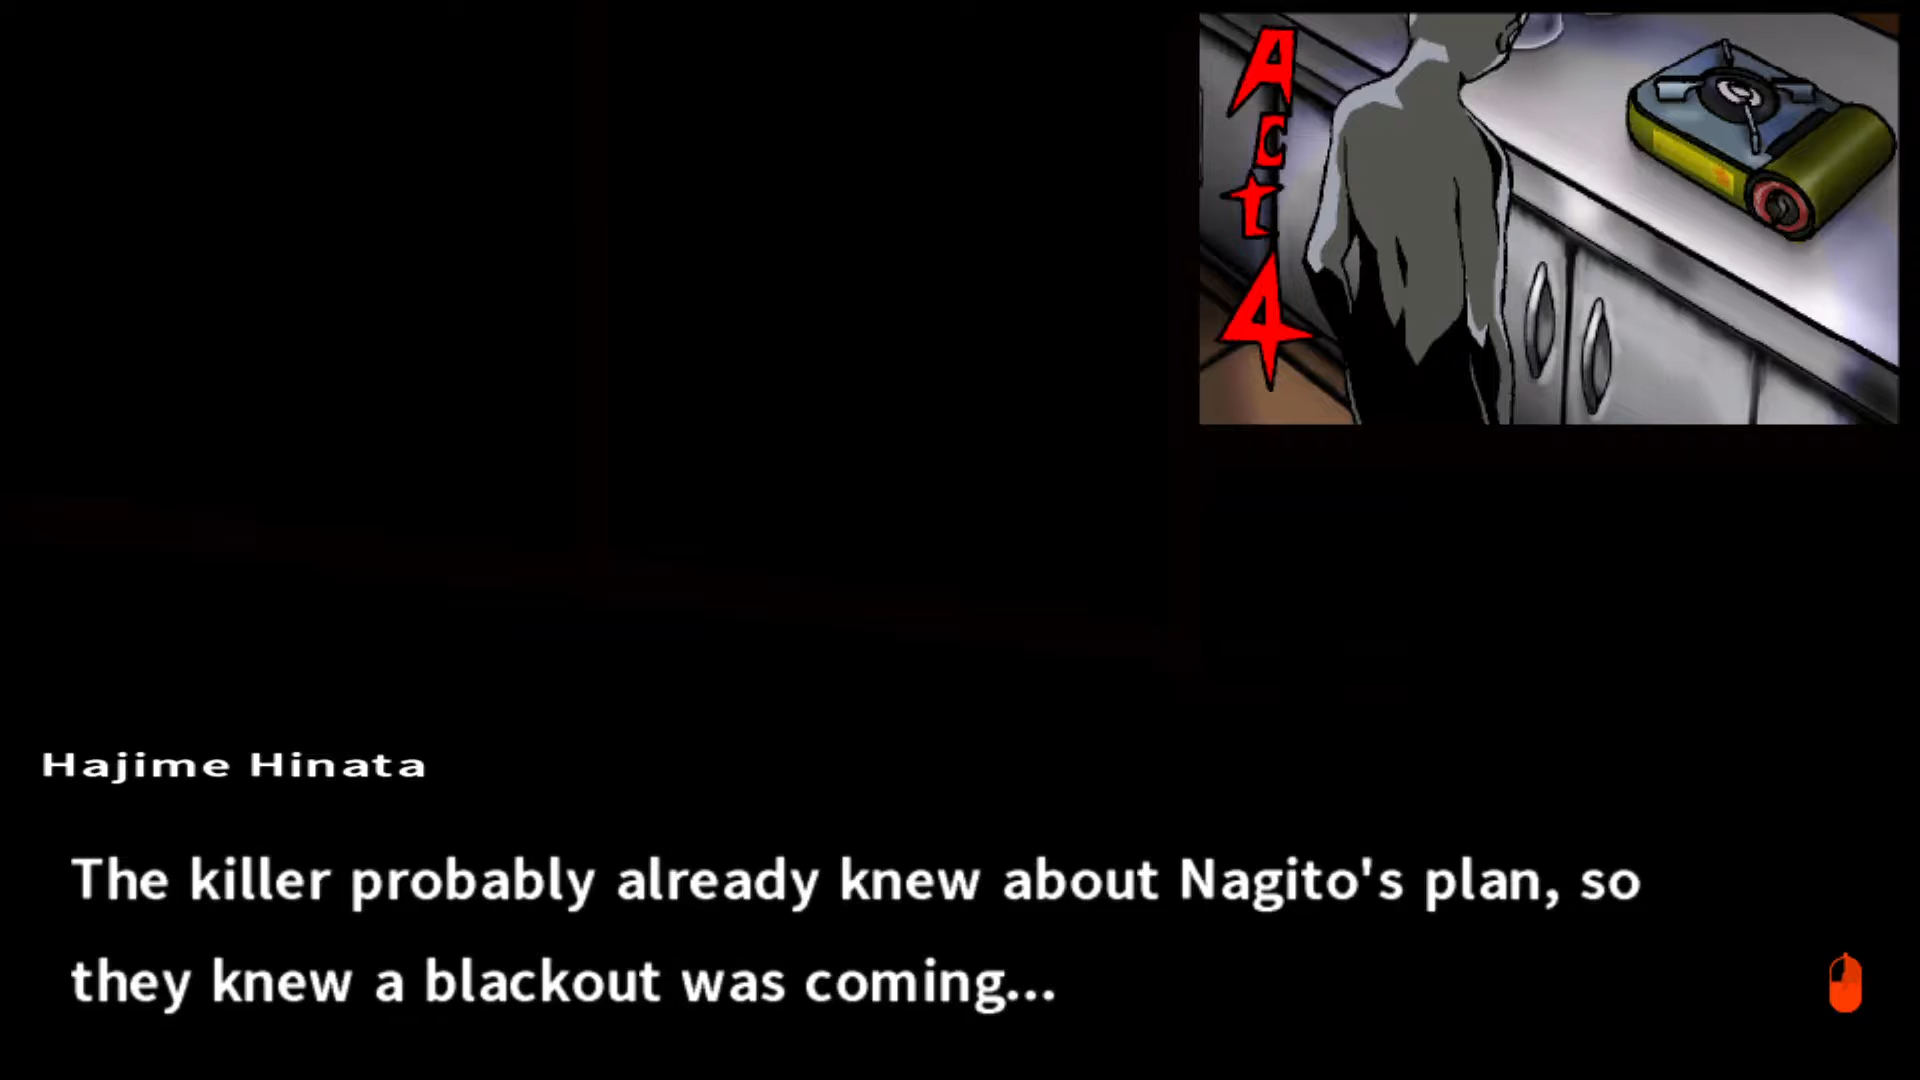 Act 4
Hajime Hinata
The killer probably already knew about Nagito's plan, so
they knew a blackout was coming...